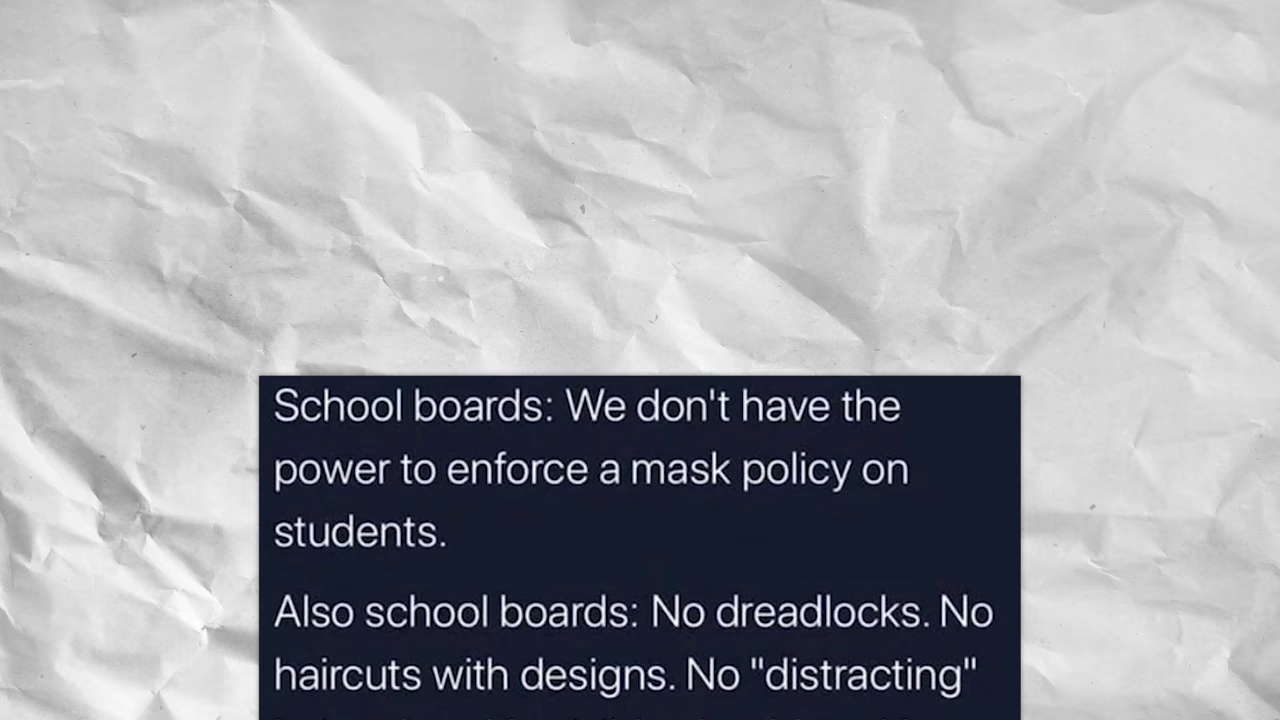 School boards: We don't have the
power to enforce a mask policy on
students.
Also school boards: No dreadlocks. No
haircuts with designs. No "distracting"